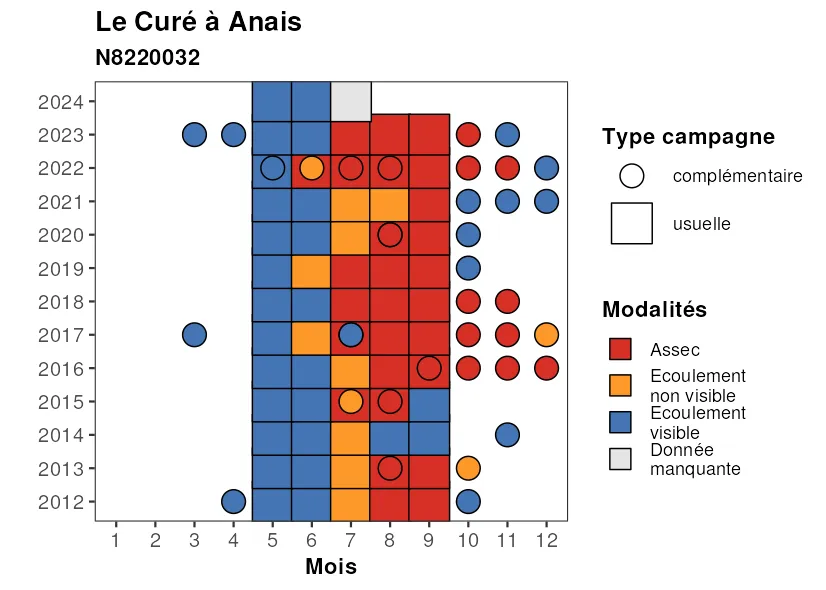 Le Curé à Anais
N8220032
2024
2023
2022
2021
2020
2019
2018
2017
2016
2015
2014
2013
2012
1 2 3 4 5 6 7 8 9 10 11 12
Mois
Type campagne
complémentaire
usuelle
Modalités
Assec
Ecoulement
non visible
Ecoulement
visible
Donnée
manquante